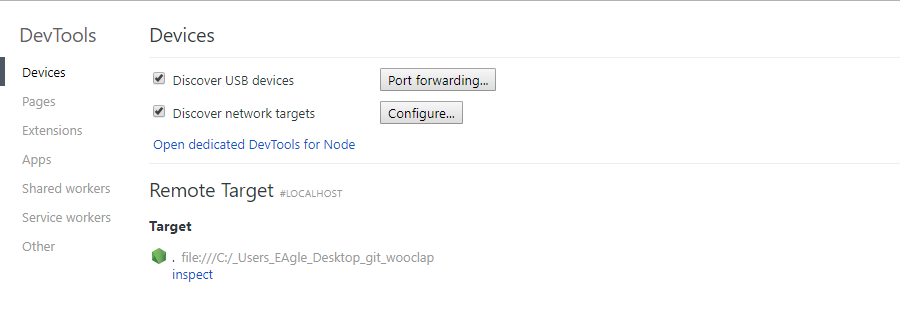 DevTools
Devices
Pages
Extensions
Apps
Shared workers
Service workers
Other
Devices
Discover USB devices Port forwarding...
Discover network targets Configure...
Open dedicated DevTools for Node
Remote Target #LOCALHOST
Target
. file:///C:/_Users_EAgle_Desktop_git_wooclap
inspect